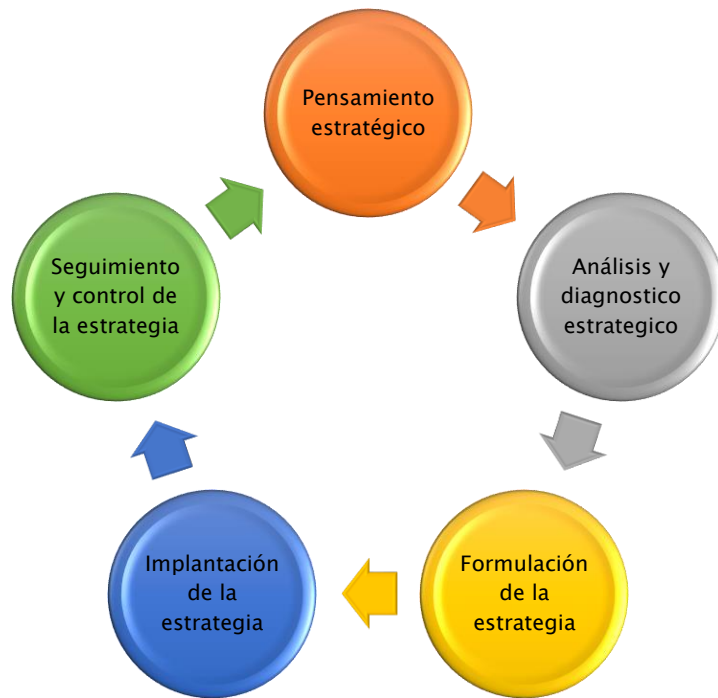 Pensamiento
estratégico
Análisis y
diagnostico
estrategico
Formulación
de la
estrategia
Implantación
de la
estrategia
Seguimiento
y control de
la estrategia